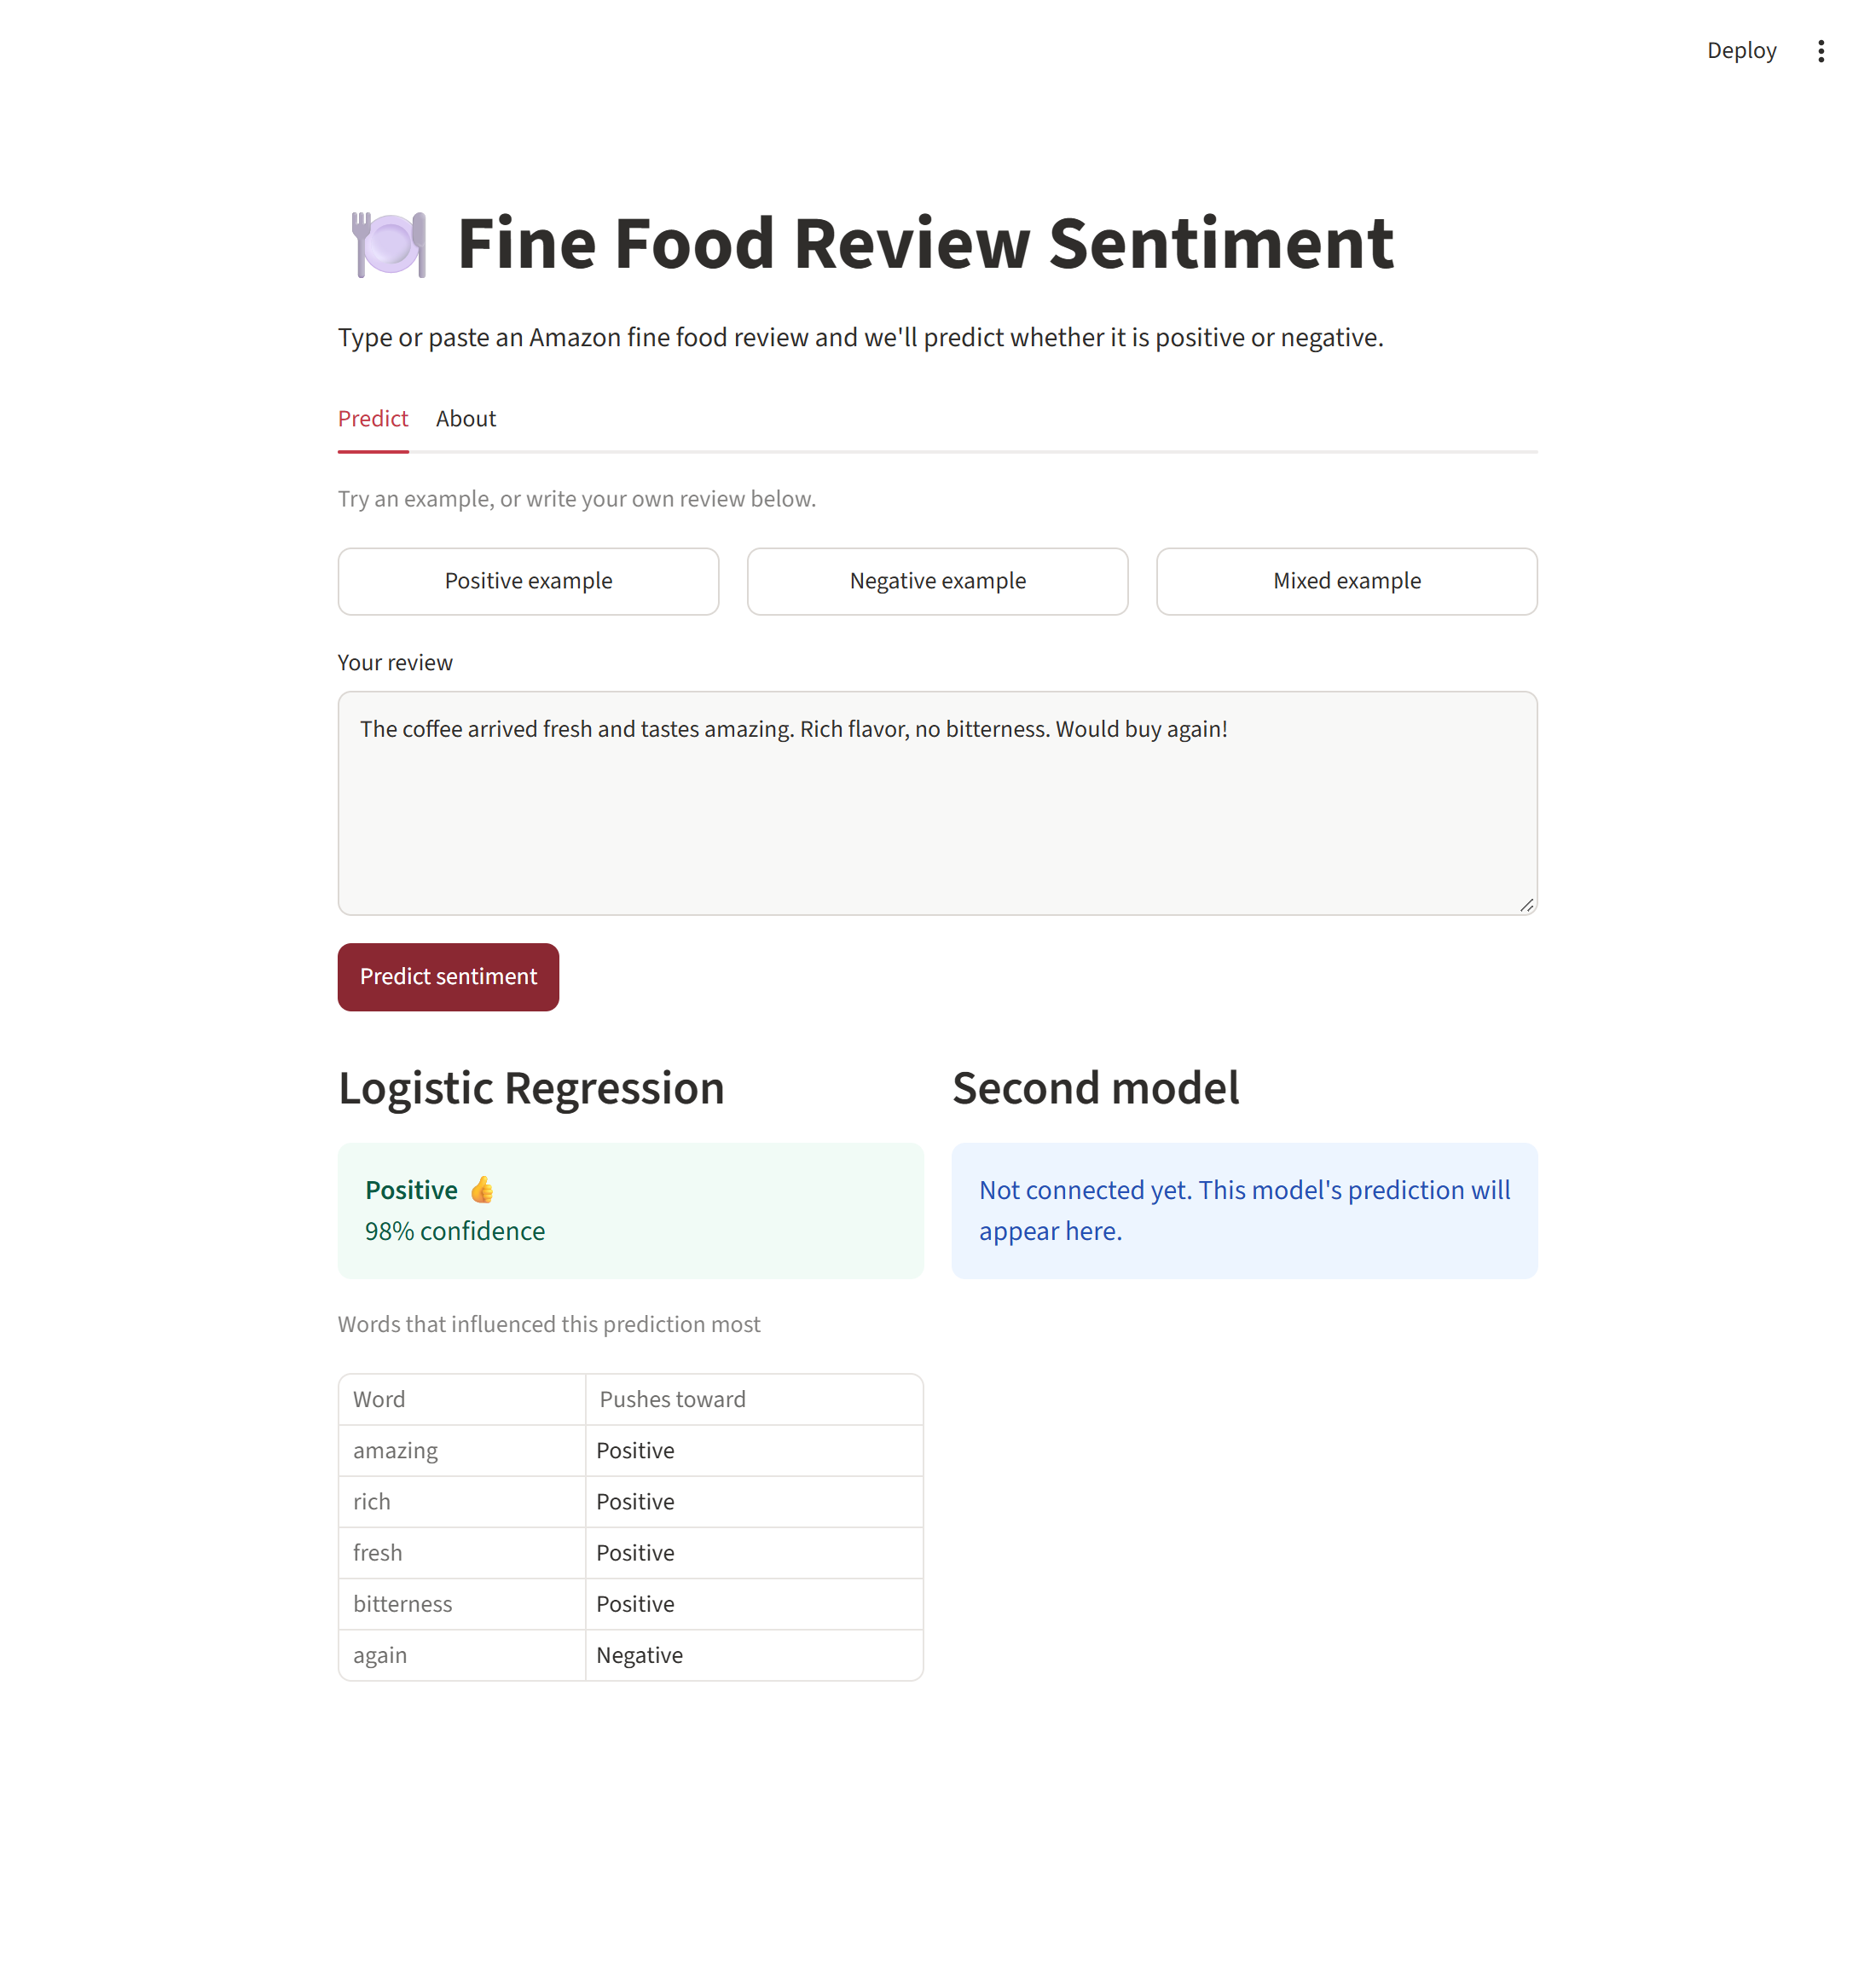 Deploy
Fine Food Review Sentiment
Type or paste an Amazon fine food review and we'll predict whether it is positive or negative.
Predict About
Try an example, or write your own review below.
Positive example Negative example Mixed example
Your review
The coffee arrived fresh and tastes amazing. Rich flavor, no bitterness. Would buy again!
Predict sentiment
Logistic Regression
Positive 👍
98% confidence
Second model
Not connected yet. This model's prediction will
appear here.
Words that influenced this prediction most
Word Pushes toward
amazing Positive
rich Positive
fresh Positive
bitterness Positive
again Negative